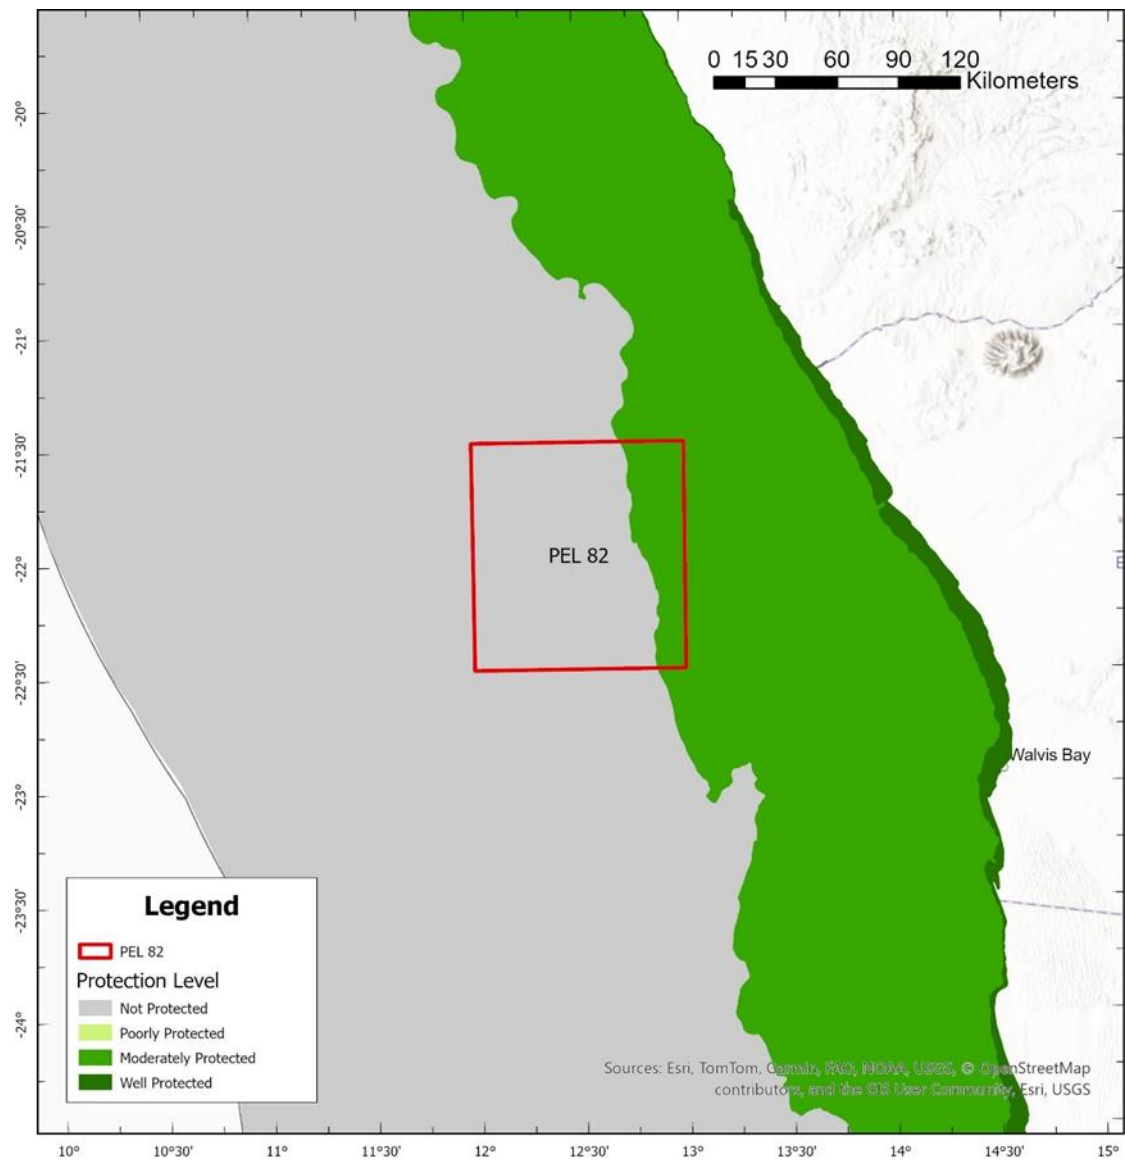 0 15 30 60 90 120
Kilometers
-20°
-20°30'
-21°
-21°30'
-22°
-22°30'
-23°
-23°30'
-24°
PEL 82
Walvis Bay
Legend
PEL 82
Protection Level
Not Protected
Poorly Protected
Moderately Protected
Well Protected
Sources: Esri, TomTom, Garmin, FAO, NOAA, USGS, © OpenStreetMap
contributors, and the GIS User Community, Esri, USGS
10° 10°30' 11° 11°30' 12° 12°30' 13° 13°30' 14° 14°30' 15°